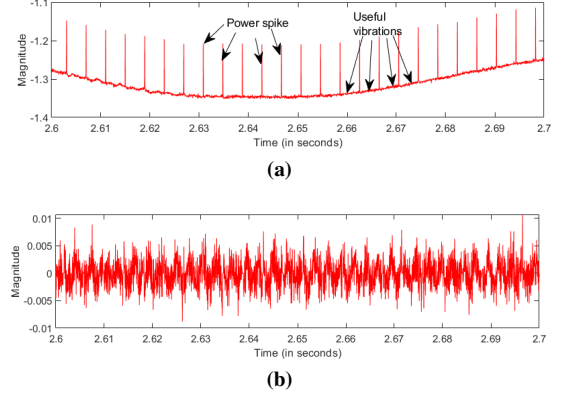 -1.1
-1.2
-1.3
-1.4
Magnitude
Power spike
Useful
vibrations
2.6 2.61 2.62 2.63 2.64 2.65 2.66 2.67 2.68 2.69 2.7
Time (in seconds)
(a)
0.01
0.005
0
-0.005
-0.01
Magnitude
2.6 2.61 2.62 2.63 2.64 2.65 2.66 2.67 2.68 2.69 2.7
Time (in seconds)
(b)